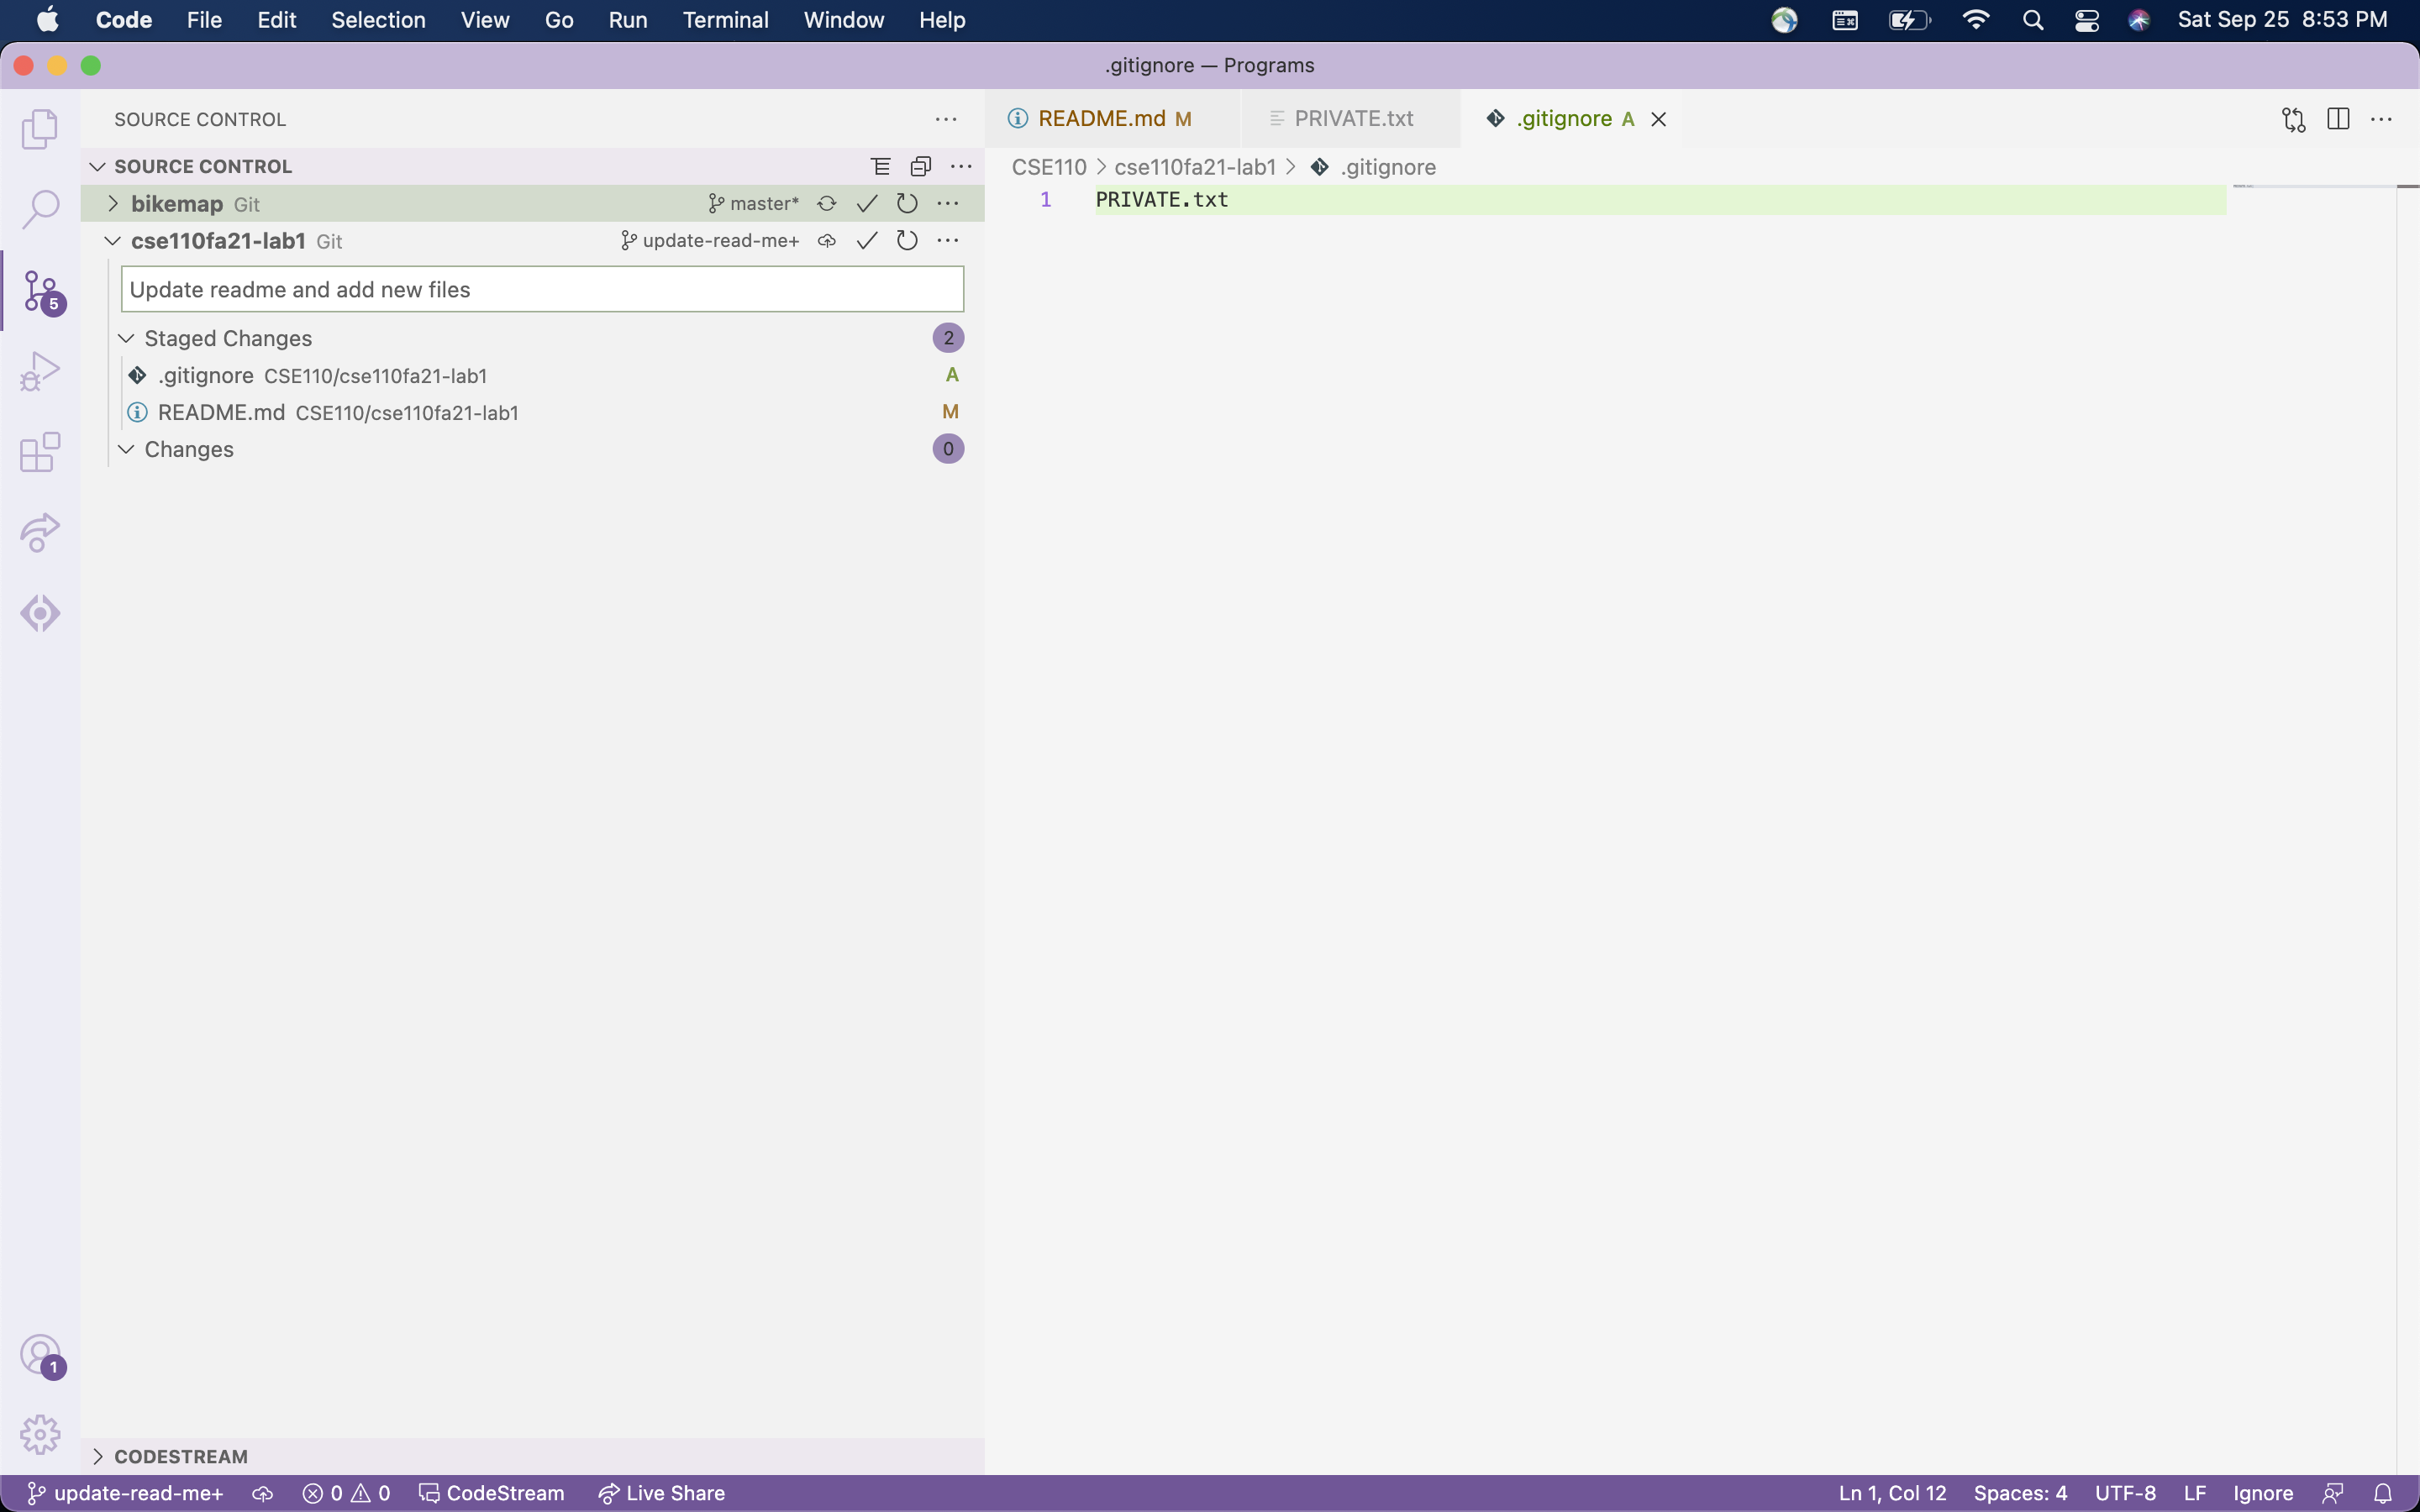 Code File Edit Selection View Go Run Terminal Window Help Sat Sep 25 8:53 PM
.gitignore — Programs
SOURCE CONTROL
README.md M PRIVATE.txt .gitignore A
SOURCE CONTROL
CSE110 > cse110fa21-lab1 > .gitignore
bikemap Git master*
1 PRIVATE.txt
cse110fa21-lab1 Git update-read-me+
Update readme and add new files
5
Staged Changes 2
.gitignore CSE110/cse110fa21-lab1 A
README.md CSE110/cse110fa21-lab1 M
Changes 0
1
CODESTREAM
update-read-me+ 0 0 CodeStream Live Share Ln 1, Col 12 Spaces: 4 UTF-8 LF Ignore